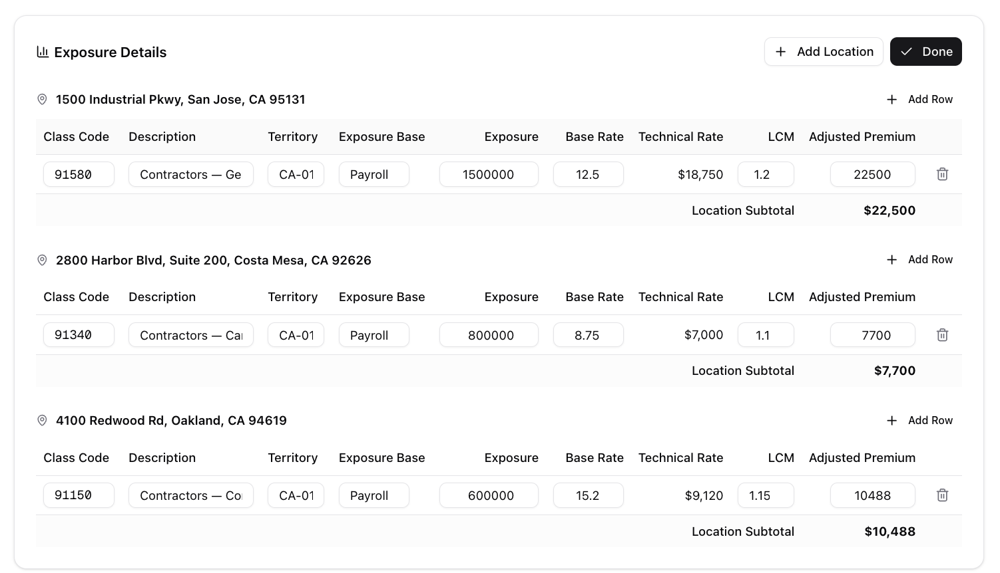 Exposure Details
Add Location
Done
1500 Industrial Pkwy, San Jose, CA 95131
Add Row
Class Code Description Territory Exposure Base Exposure Base Rate Technical Rate LCM Adjusted Premium
91580 Contractors — Ge CA-01 Payroll 1500000 12.5 $18,750 1.2 22500
Location Subtotal $22,500
2800 Harbor Blvd, Suite 200, Costa Mesa, CA 92626
Add Row
Class Code Description Territory Exposure Base Exposure Base Rate Technical Rate LCM Adjusted Premium
91340 Contractors — Ca CA-01 Payroll 800000 8.75 $7,000 1.1 7700
Location Subtotal $7,700
4100 Redwood Rd, Oakland, CA 94619
Add Row
Class Code Description Territory Exposure Base Exposure Base Rate Technical Rate LCM Adjusted Premium
91150 Contractors — Co CA-01 Payroll 600000 15.2 $9,120 1.15 10488
Location Subtotal $10,488